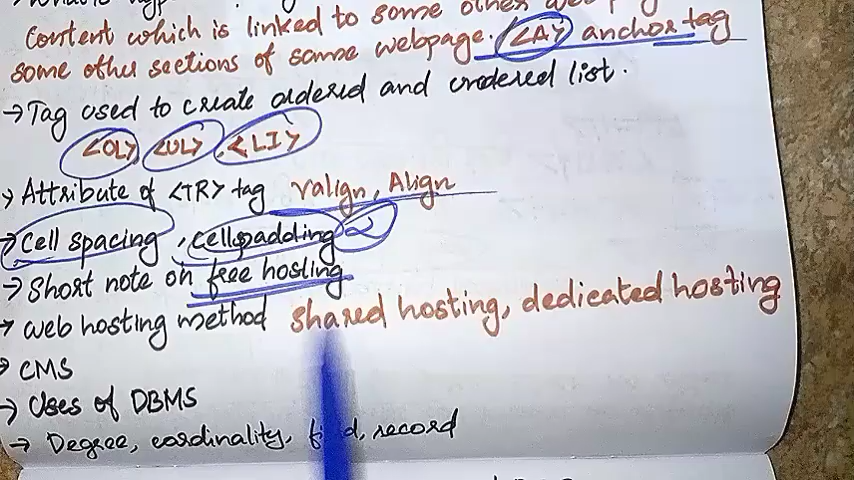 content which is linked to some other
some other sections of same webpage. <A> anchor tag
→ Tag used to create ordered and unordered list.
<OL> <UL>, <LI>
→ Attribute of <TR> tag valign, Align
→ Cell spacing, cellpadding 2
→ Short note on free hosting
→ web hosting method shared hosting, dedicated hosting
→ CMS
→ Uses of DBMS
→ Degree, cardinality, record